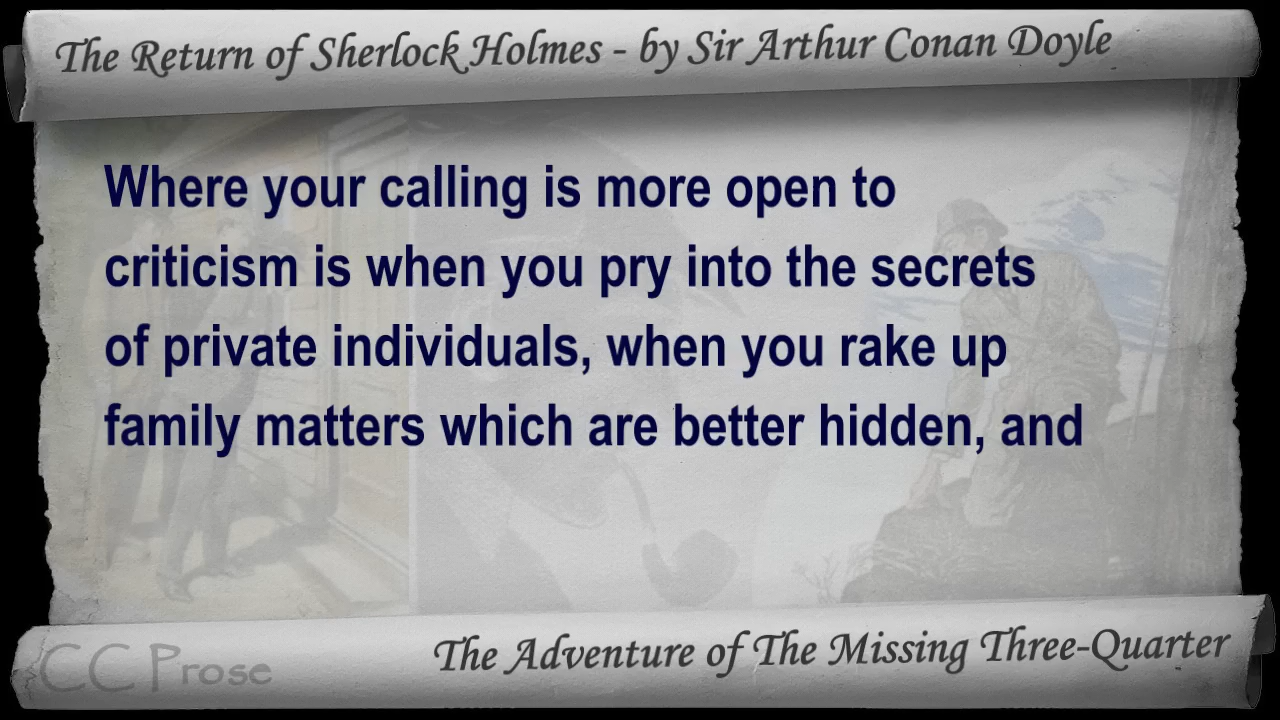 The Return of Sherlock Holmes - by Sir Arthur Conan Doyle
Where your calling is more open to
criticism is when you pry into the secrets
of private individuals, when you rake up
family matters which are better hidden, and
The Adventure of The Missing Three-Quarter
CC Prose